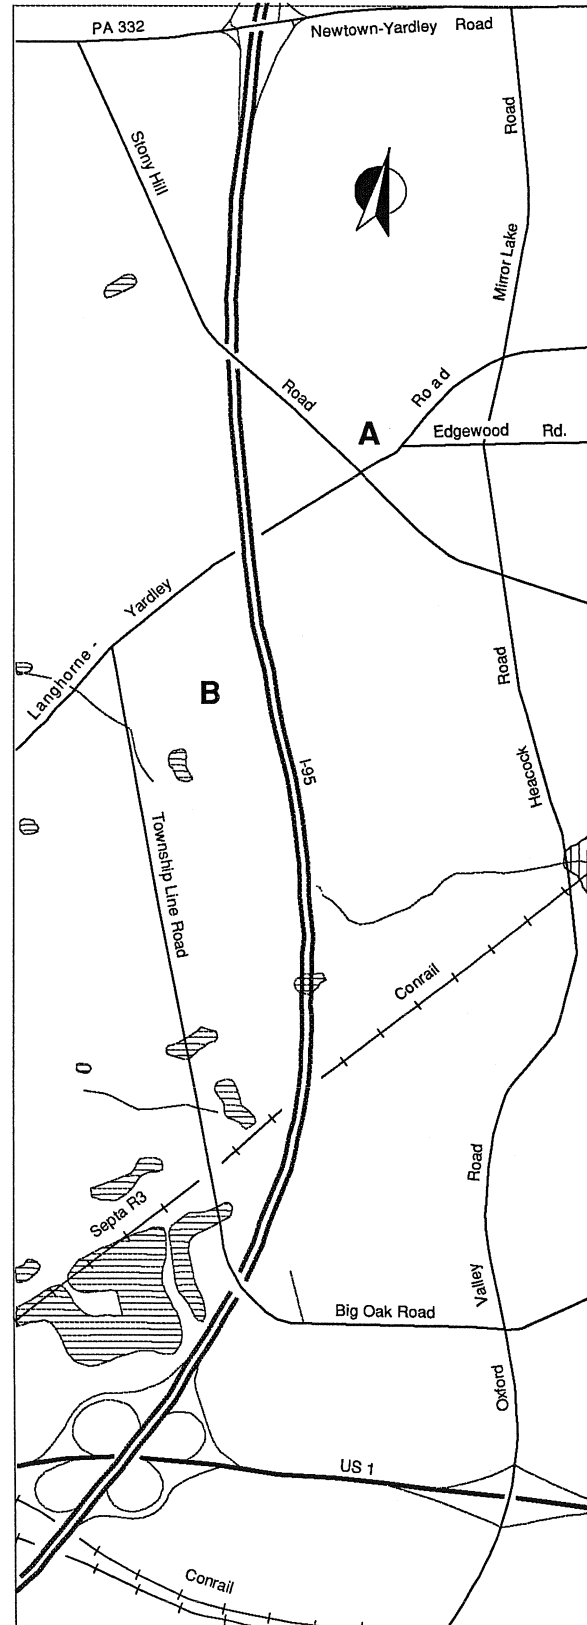 PA 332
Newtown-Yardley Road
Stony Hill
Road
Mirror Lake
Road
Road
A
Edgewood Rd.
Yardley
Langhorne -
B
Road
I-95
Heacock
Township Line Road
Conrail
Road
Septa R3
Valley
Big Oak Road
Oxford
US 1
Conrail